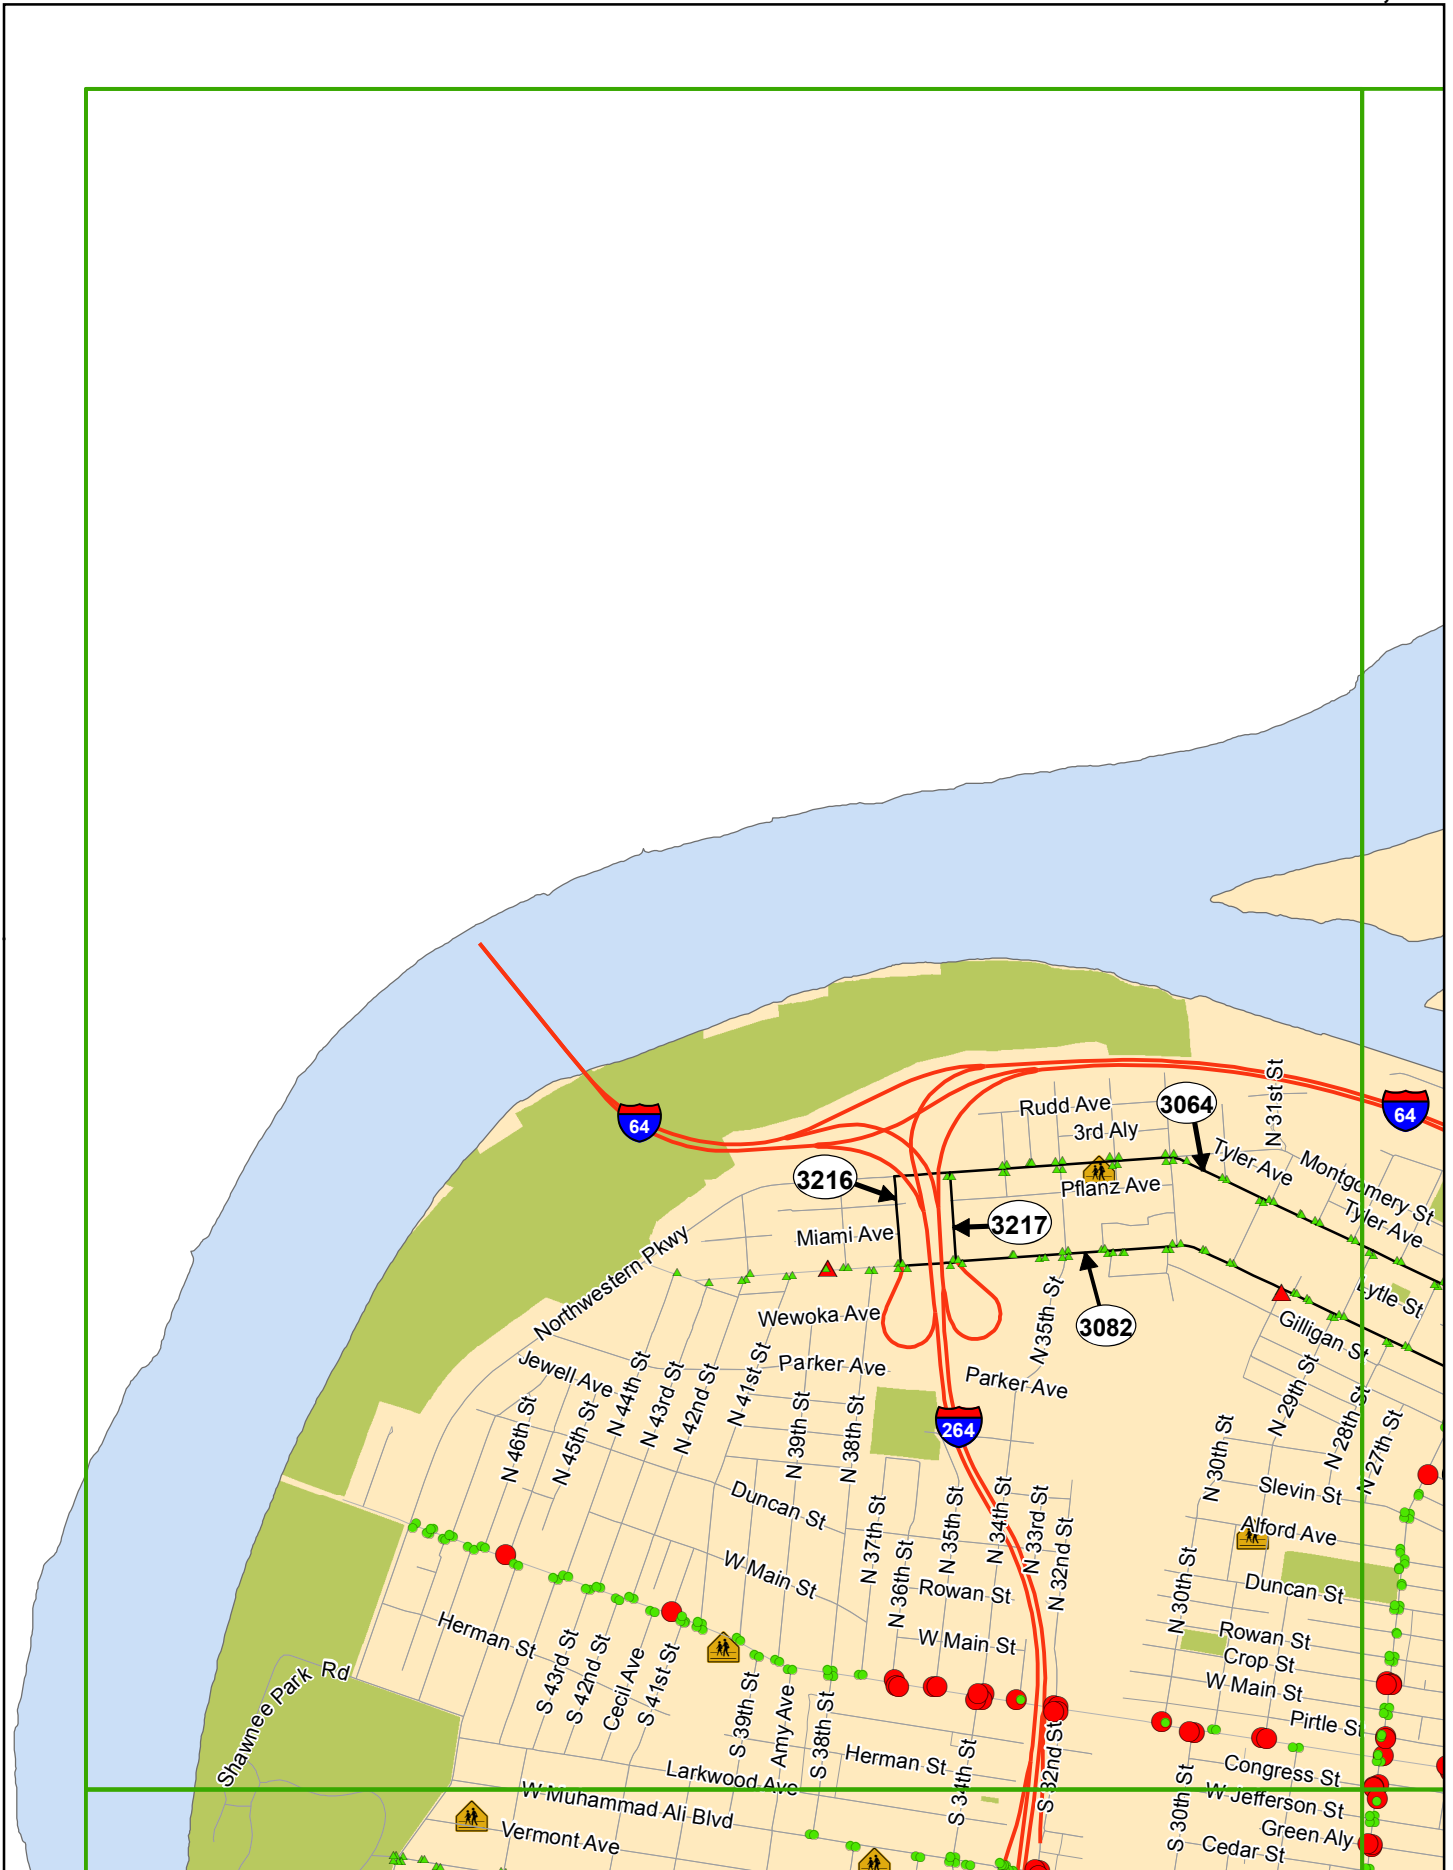 64
Rudd Ave
3064
N 31st St
64
3rd Aly
Tyler Ave
Montgomery St
3216
Pflanz Ave
Tyler Ave
3217
Miami Ave
Northwestern Pkwy
Lytle St
Wewoka Ave
N 35th St
3082
Gilligan St
Jewell Ave
Parker Ave
Parker Ave
N 46th St
N 45th St
N 44th St
N 43rd St
N 42nd St
N 41st St
N 39th St
N 38th St
264
N 30th St
N 29th St
N 28th St
N 27th St
Slevin St
Duncan St
Alford Ave
N 37th St
N 36th St
N 35th St
N 34th St
N 33rd St
N 32nd St
W Main St
Rowan St
N 30th St
Duncan St
Herman St
W Main St
Rowan St
Crop St
W Main St
Shawnee Park Rd
S 43rd St
S 42nd St
Cecil Ave
S 41st St
S 39th St
Amy Ave
S 38th St
Pirtle St
Herman St
S 34th St
S 32nd St
Congress St
Larkwood Ave
W Muhammad Ali Blvd
S 30th St
W Jefferson St
Vermont Ave
Green Aly
Cedar St